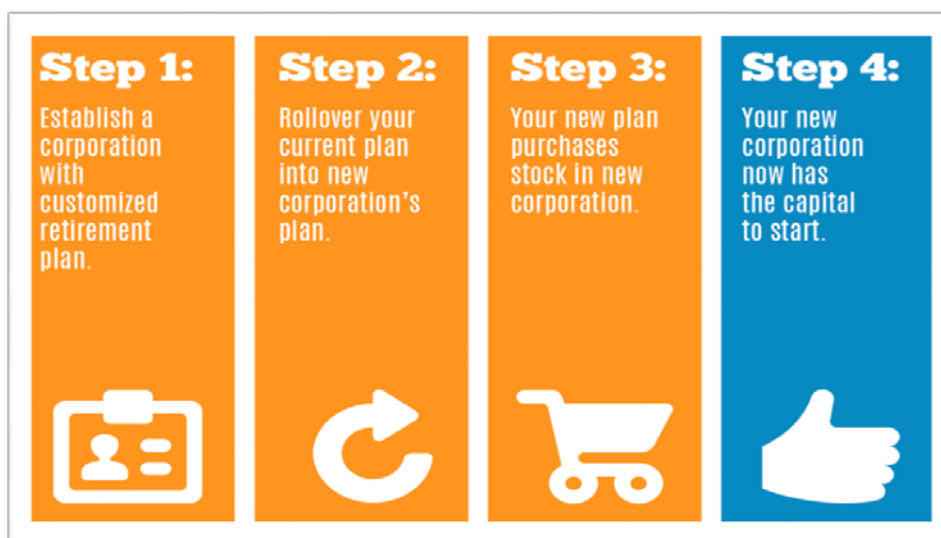 Step 1:
Establish a
corporation
with
customized
retirement
plan.
Step 2:
Rollover your
current plan
into new
corporation's
plan.
Step 3:
Your new plan
purchases
stock in new
corporation.
Step 4:
Your new
corporation
now has
the capital
to start.